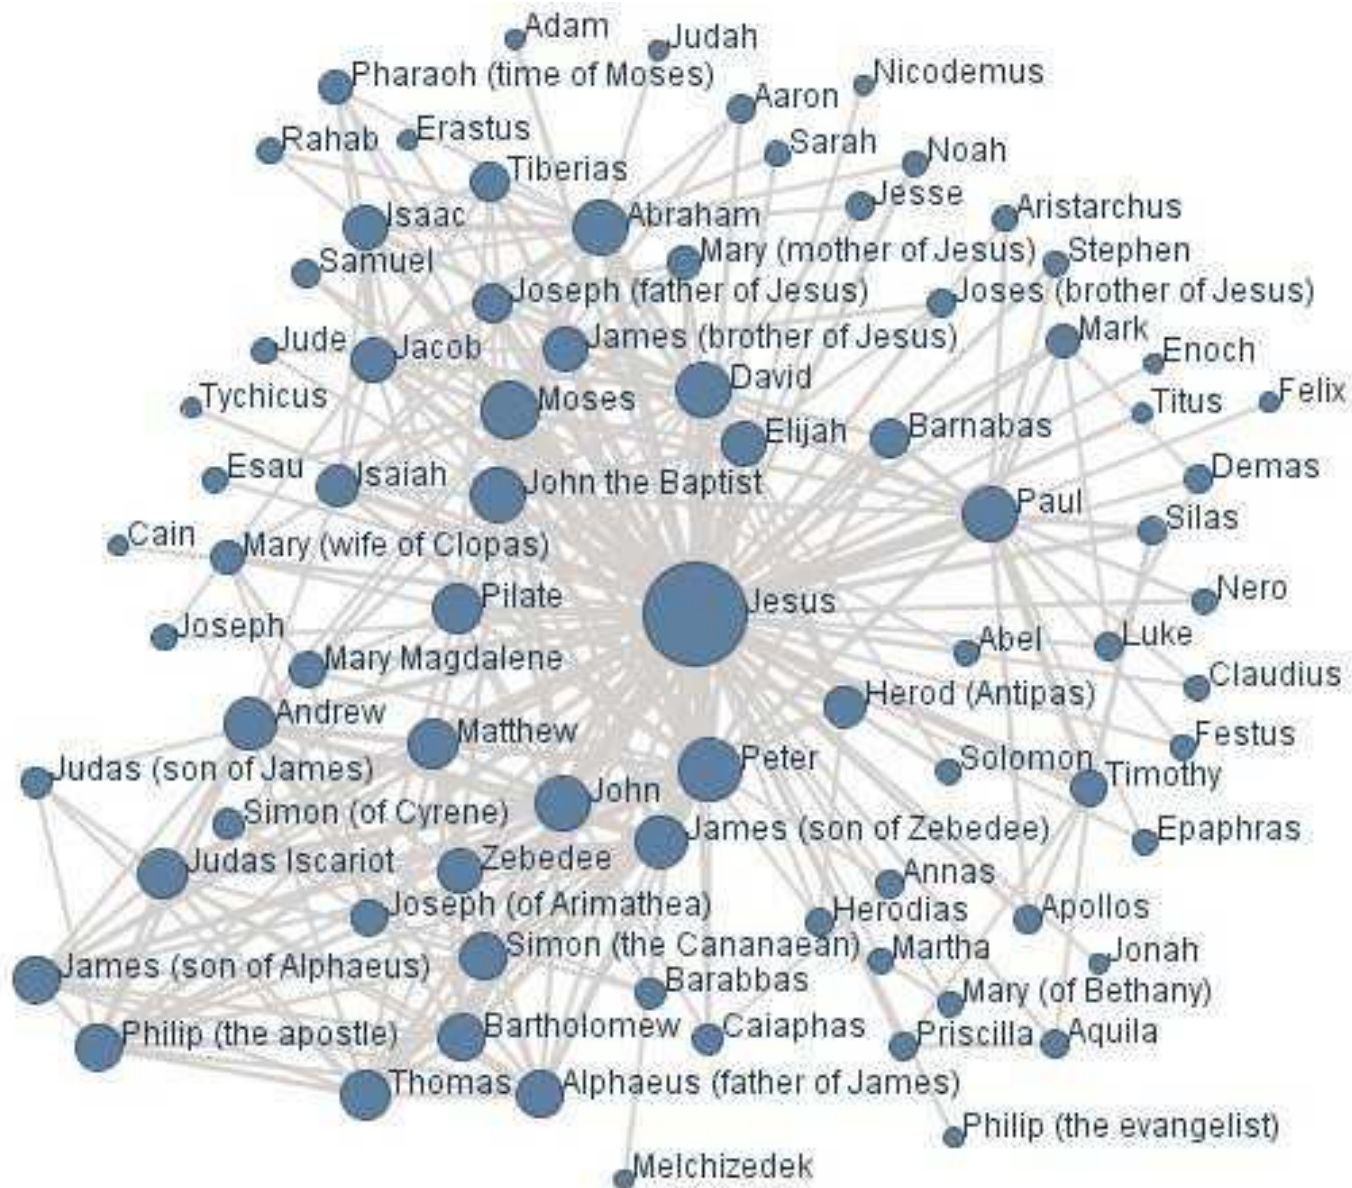 Adam
Judah
Pharaoh (time of Moses)
Nicodemus
Aaron
Rahab
Erastus
Sarah
Noah
Tiberias
Jesse
Isaac
Abraham
Aristarchus
Samuel
Mary (mother of Jesus)
Stephen
Joseph (father of Jesus)
Joses (brother of Jesus)
Jude
Jacob
James (brother of Jesus)
Mark
Enoch
Tychicus
Moses
David
Titus
Felix
Elijah
Barnabas
Esau
Isaiah
John the Baptist
Demas
Paul
Silas
Cain
Mary (wife of Clopas)
Pilate
Jesus
Nero
Joseph
Abel
Luke
Mary Magdalene
Claudius
Andrew
Herod (Antipas)
Matthew
Festus
Judas (son of James)
Peter
Solomon
Timothy
John
Simon (of Cyrene)
James (son of Zebedee)
Epaphras
Judas Iscariot
Zebedee
Annas
Joseph (of Arimathea)
Herodias
Apollos
James (son of Alphaeus)
Simon (the Cananaean)
Martha
Jonah
Barabbas
Mary (of Bethany)
Philip (the apostle)
Bartholomew
Caiaphas
Priscilla
Aquila
Thomas
Alphaeus (father of James)
Philip (the evangelist)
Melchizedek